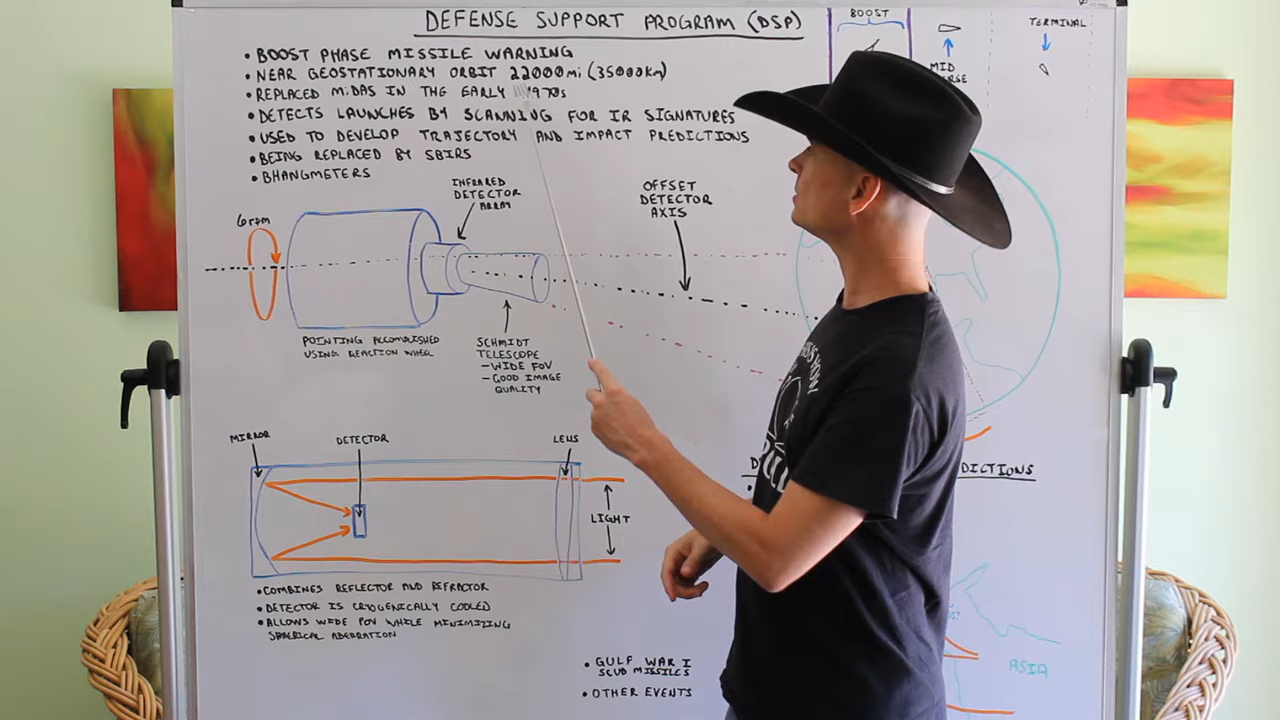 DEFENSE SUPPORT PROGRAM (DSP)
• BOOST PHASE MISSILE WARNING
• NEAR GEOSTATIONARY ORBIT 22000mi (35000km)
• REPLACED MiDAS IN THE EARLY 1970s
• DETECTS LAUNCHES BY SCANNING FOR IR SIGNATURES
• USED TO DEVELOP TRAJECTORY AND IMPACT PREDICTIONS
• BEING REPLACED BY SBIRS
• BHANGMETERS
BOOST
MID
TERMINAL
6 rpm
INFRARED
DETECTOR
ARRAY
OFFSET
DETECTOR
AXIS
POINTING ACCOMPLISHED
USING REACTION WHEEL
SCHMIDT
TELESCOPE
– WIDE FOV
– GOOD IMAGE
QUALITY
MIRROR
DETECTOR
LENS
LIGHT
• COMBINES REFLECTOR AND REFRACTOR
• DETECTOR IS CRYOGENICALLY COOLED
• ALLOWS WIDE FOV WHILE MINIMIZING
SPHERICAL ABERRATION
DICTIONS
• GULF WAR I
SCUD MISSILES
• OTHER EVENTS
ASIA